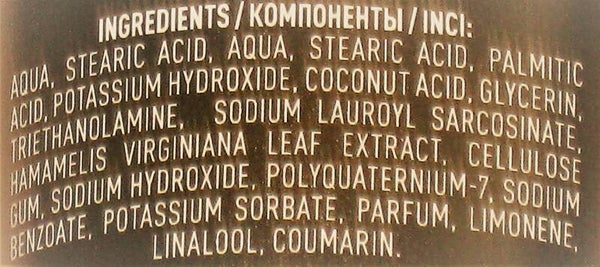 INGREDIENTS / КОМПОНЕНТЫ / INCI:
AQUA, STEARIC ACID, AQUA, STEARIC ACID, PALMITIC
ACID, POTASSIUM HYDROXIDE, COCONUT ACID, GLYCERIN,
TRIETHANOLAMINE, SODIUM LAUROYL SARCOSINATE,
HAMAMELIS VIRGINIANA LEAF EXTRACT, CELLULOSE
GUM, SODIUM HYDROXIDE, POLYQUATERNIUM-7, SODIUM
BENZOATE, POTASSIUM SORBATE, PARFUM, LIMONENE,
LINALOOL, COUMARIN.